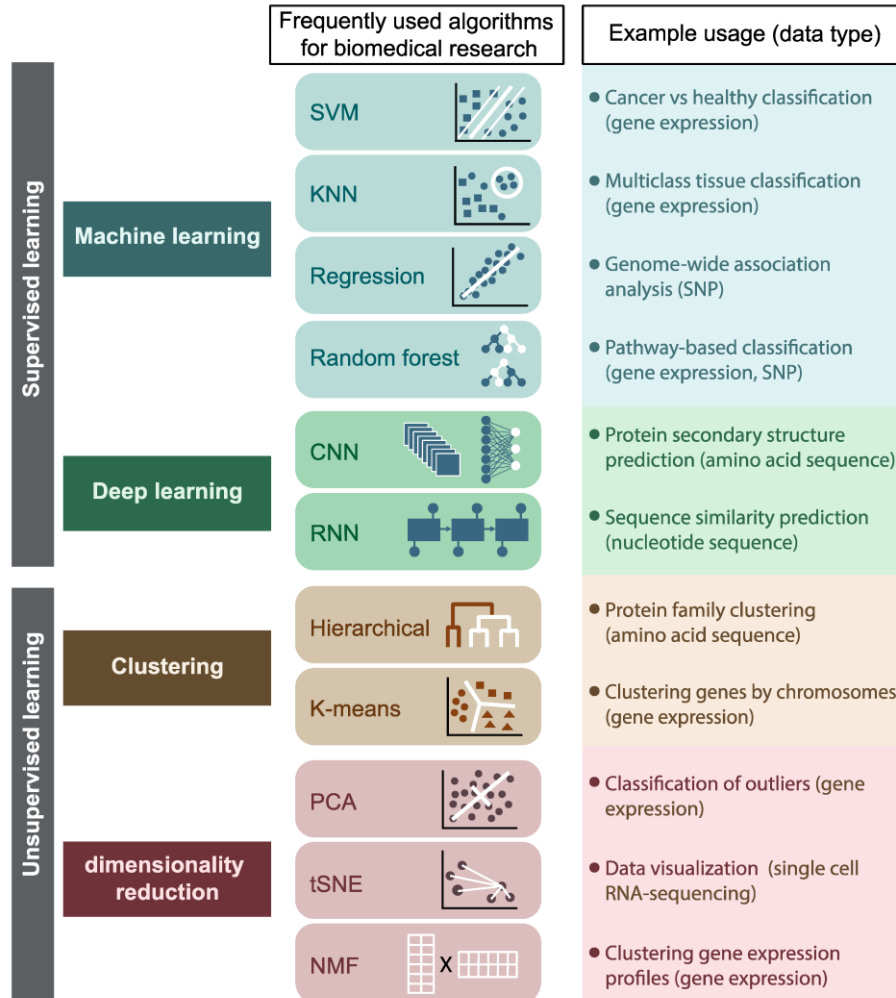 Frequently used algorithms
for biomedical research
Example usage (data type)
Supervised learning
Machine learning
SVM
• Cancer vs healthy classification
(gene expression)
KNN
• Multiclass tissue classification
(gene expression)
Regression
• Genome-wide association
analysis (SNP)
Random forest
• Pathway-based classification
(gene expression, SNP)
Deep learning
CNN
• Protein secondary structure
prediction (amino acid sequence)
RNN
• Sequence similarity prediction
(nucleotide sequence)
Unsupervised learning
Clustering
Hierarchical
• Protein family clustering
(amino acid sequence)
K-means
• Clustering genes by chromosomes
(gene expression)
dimensionality
reduction
PCA
• Classification of outliers (gene
expression)
tSNE
• Data visualization (single cell
RNA-sequencing)
NMF
X
• Clustering gene expression
profiles (gene expression)